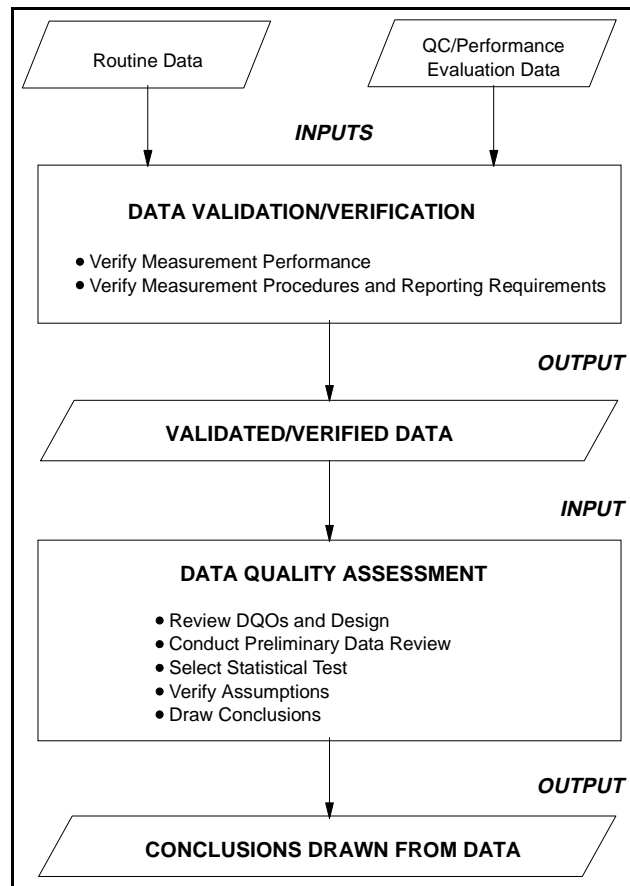 Routine Data
QC/Performance
Evaluation Data
INPUTS
DATA VALIDATION/VERIFICATION
• Verify Measurement Performance
• Verify Measurement Procedures and Reporting Requirements
OUTPUT
VALIDATED/VERIFIED DATA
INPUT
DATA QUALITY ASSESSMENT
• Review DQOs and Design
• Conduct Preliminary Data Review
• Select Statistical Test
• Verify Assumptions
• Draw Conclusions
OUTPUT
CONCLUSIONS DRAWN FROM DATA